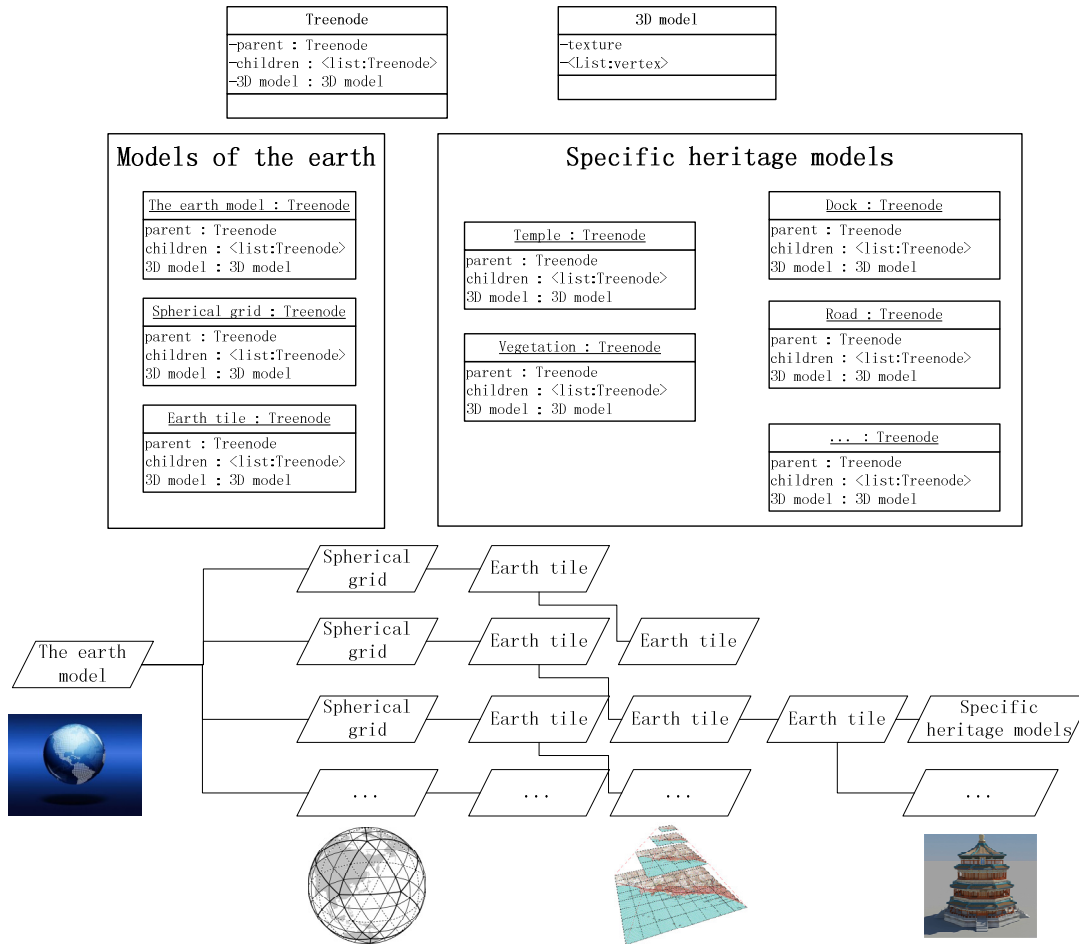 Treenode
-parent : Treenode
-children : <list:Treenode>
-3D model : 3D model
3D model
-texture
-<List:vertex>
Models of the earth
The earth model : Treenode
parent : Treenode
children : <list:Treenode>
3D model : 3D model
Spherical grid : Treenode
parent : Treenode
children : <list:Treenode>
3D model : 3D model
Earth tile : Treenode
parent : Treenode
children : <list:Treenode>
3D model : 3D model
Specific heritage models
Temple : Treenode
parent : Treenode
children : <list:Treenode>
3D model : 3D model
Vegetation : Treenode
parent : Treenode
children : <list:Treenode>
3D model : 3D model
Dock : Treenode
parent : Treenode
children : <list:Treenode>
3D model : 3D model
Road : Treenode
parent : Treenode
children : <list:Treenode>
3D model : 3D model
... : Treenode
parent : Treenode
children : <list:Treenode>
3D model : 3D model
The earth
model
Spherical
grid
Earth tile
Spherical
grid
Earth tile
Earth tile
Spherical
grid
Earth tile
Earth tile
Earth tile
Specific
heritage models
...
...
...
...